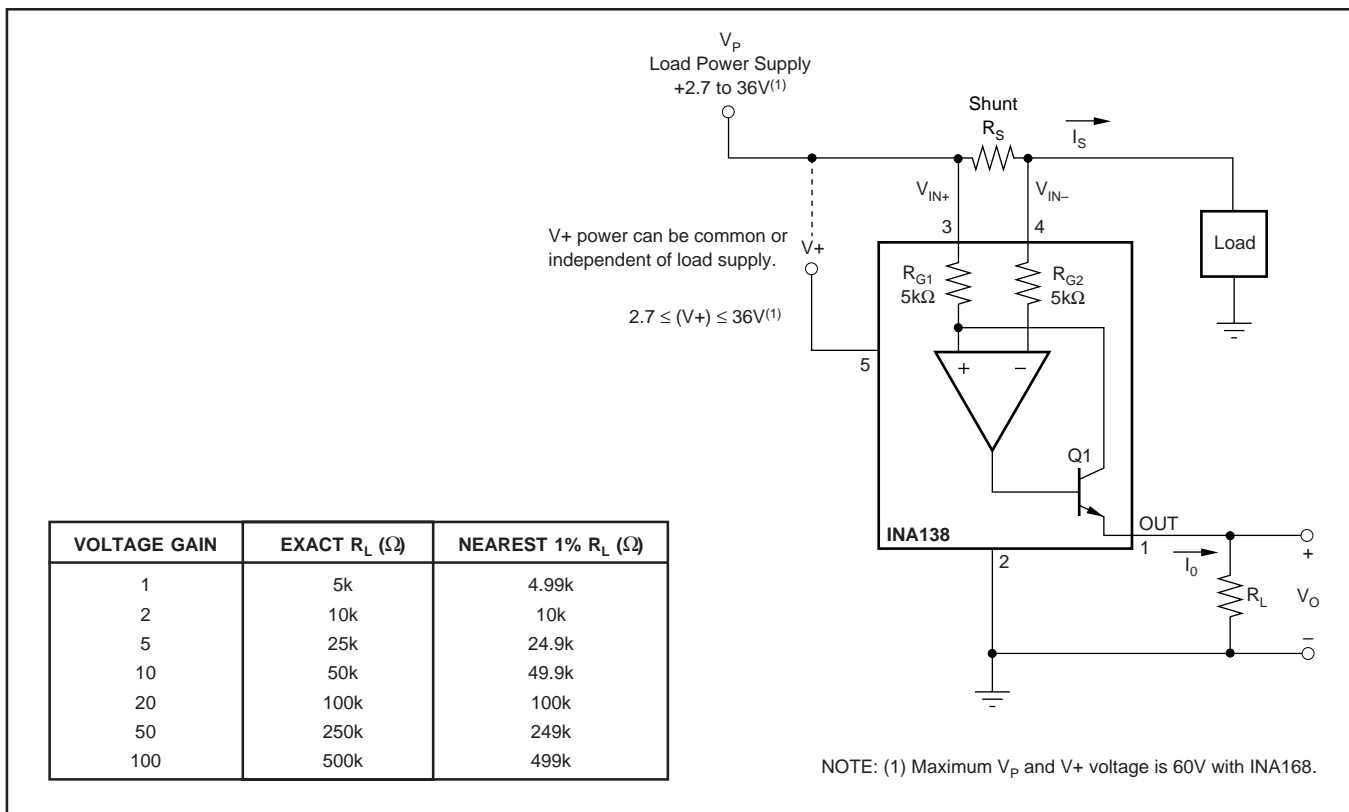 V_P
Load Power Supply
+2.7 to 36V(1)
Shunt
R_S
I_S
V_IN+
V_IN–
3
4
V+ power can be common or
independent of load supply.
V+
Load
R_G1
5kΩ
R_G2
5kΩ
2.7 ≤ (V+) ≤ 36V(1)
5
+
–
Q1
OUT
INA138
1
2
I_0
R_L
+
V_O
–
VOLTAGE GAIN EXACT R_L (Ω) NEAREST 1% R_L (Ω)
1 5k 4.99k
2 10k 10k
5 25k 24.9k
10 50k 49.9k
20 100k 100k
50 250k 249k
100 500k 499k
NOTE: (1) Maximum V_P and V+ voltage is 60V with INA168.